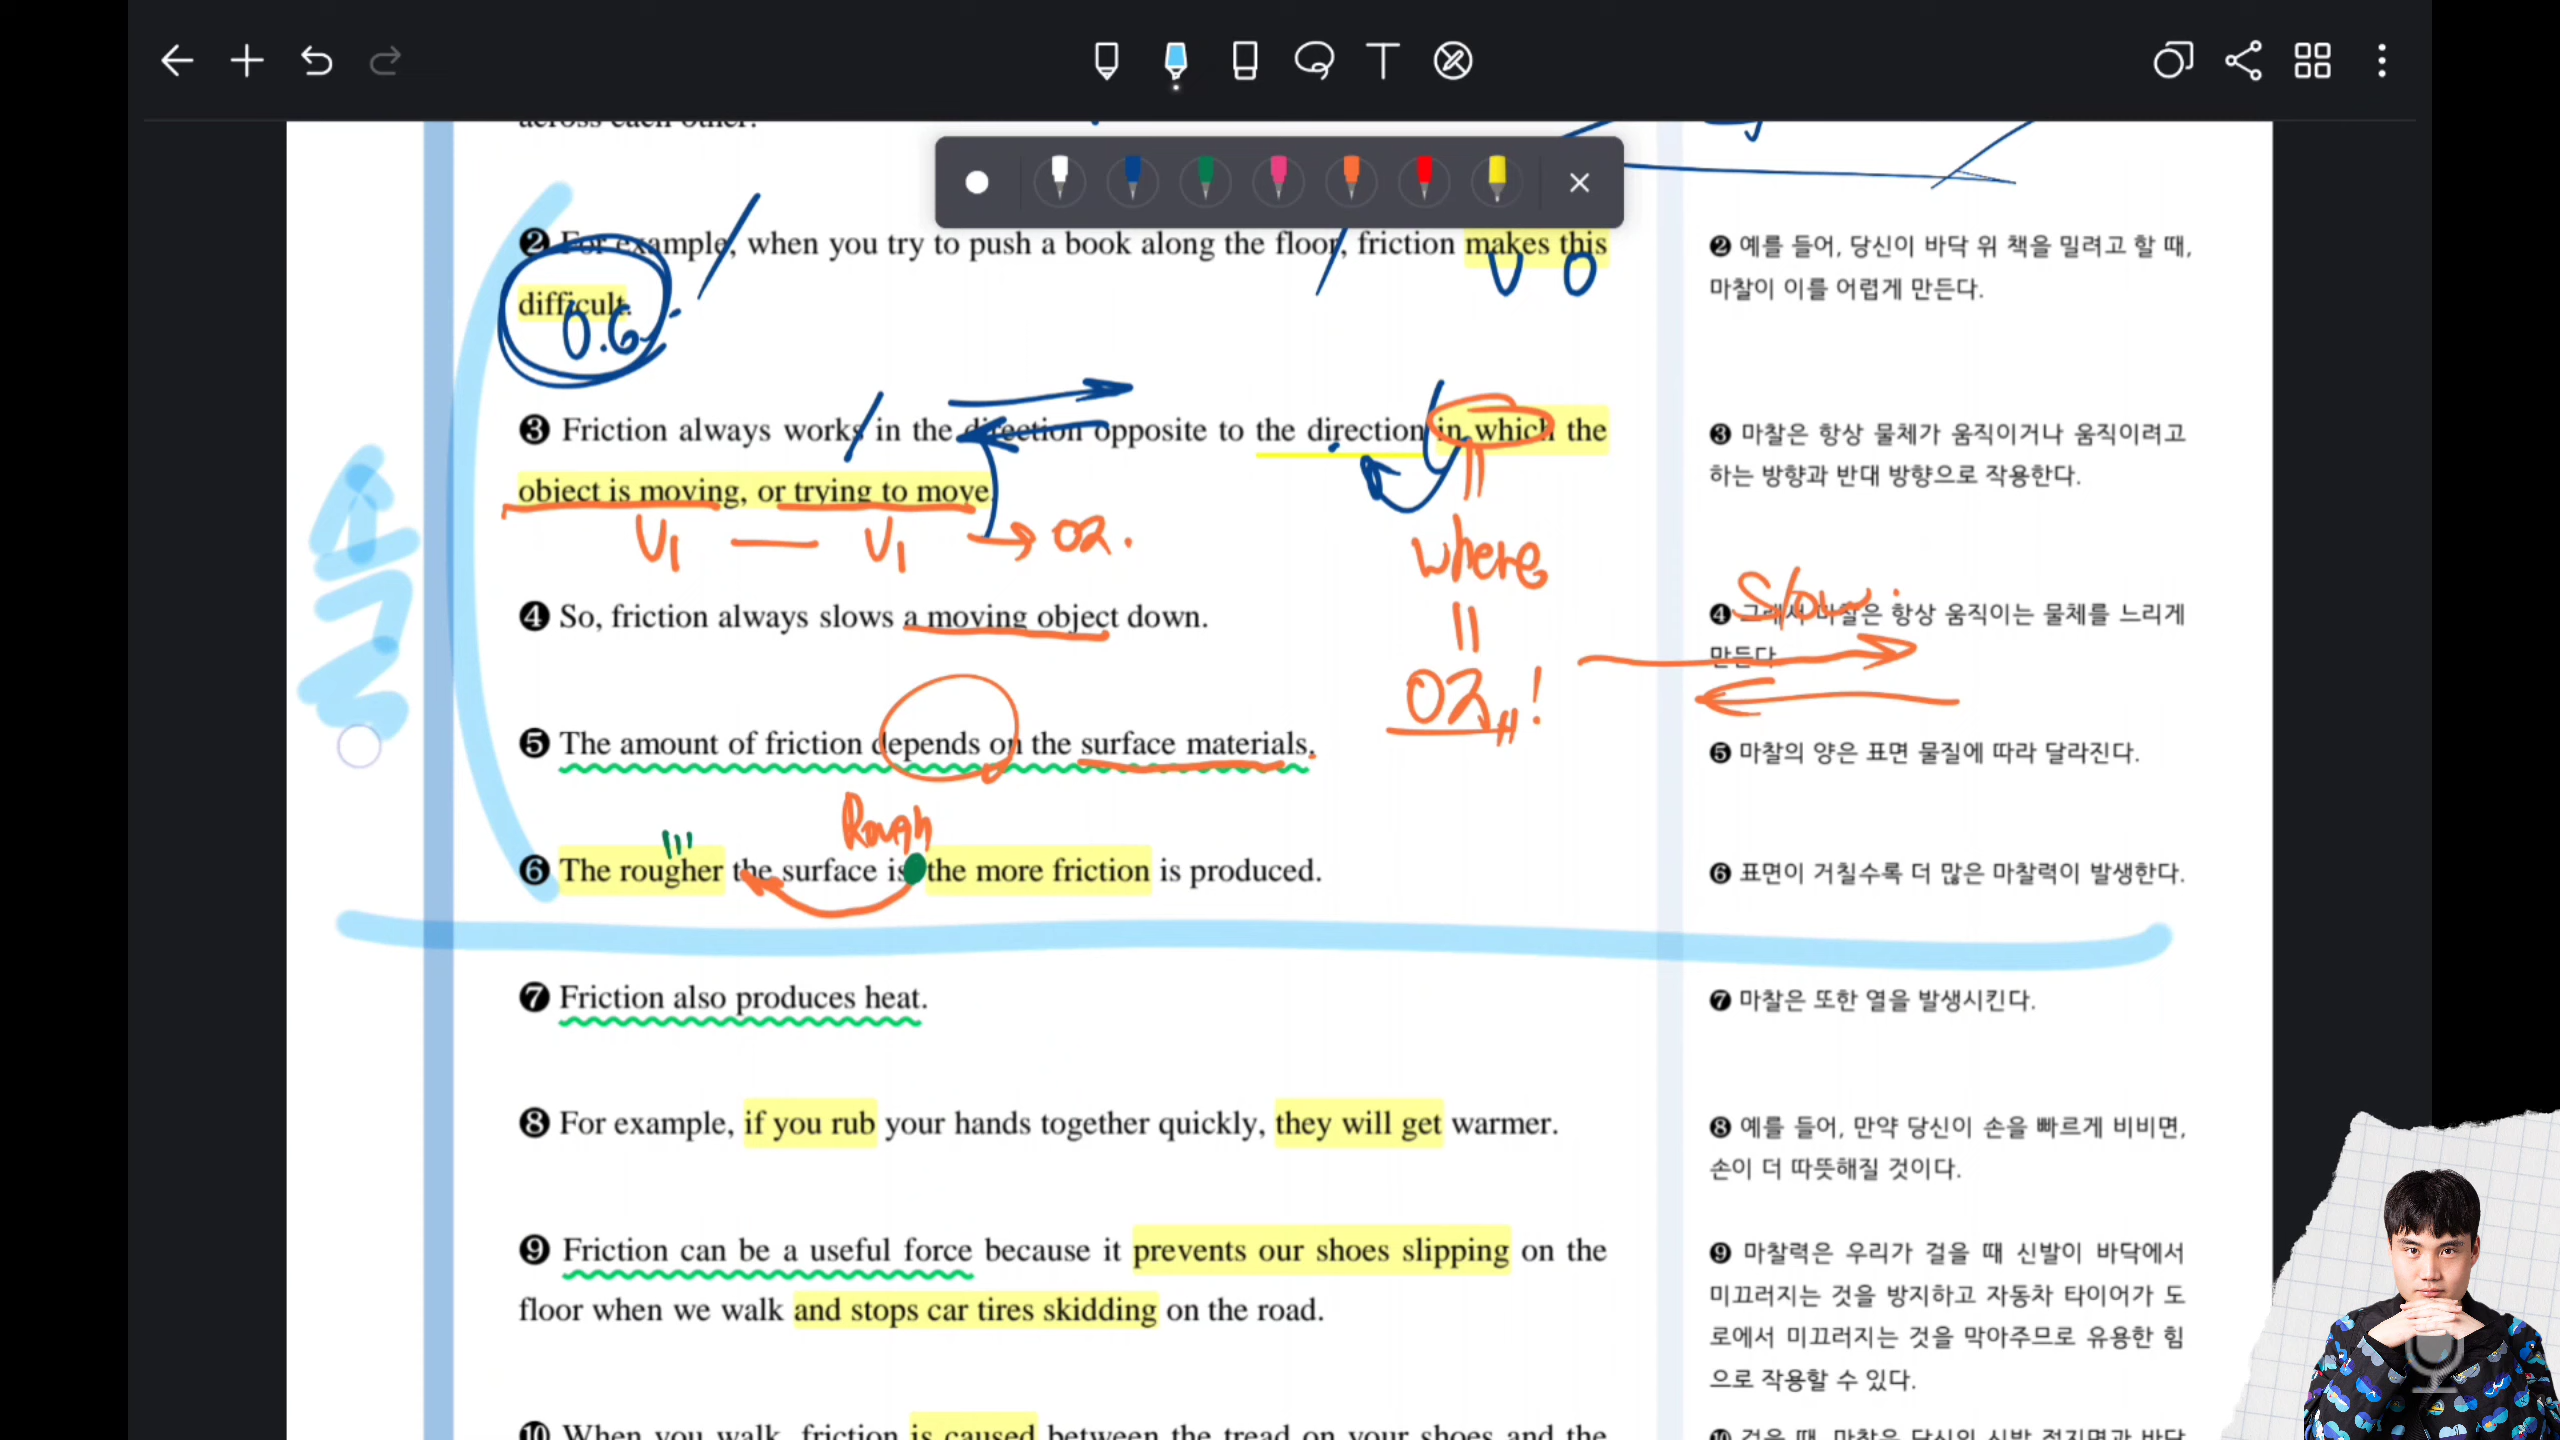 across each other.
❷ For example, when you try to push a book along the floor, friction makes this
difficult.
V O
O.C
❷ 예를 들어, 당신이 바닥 위 책을 밀려고 할 때,
마찰이 이를 어렵게 만든다.
❸ Friction always works in the direction opposite to the direction in which the
object is moving, or trying to move.
V1 — V1 → 완.
where
완!
❸ 마찰은 항상 물체가 움직이거나 움직이려고
하는 방향과 반대 방향으로 작용한다.
❹ So, friction always slows a moving object down.
Slow.
❹ 그래서 마찰은 항상 움직이는 물체를 느리게
만든다.
❺ The amount of friction depends on the surface materials.
❺ 마찰의 양은 표면 물질에 따라 달라진다.
Rough
❻ The rougher the surface is, the more friction is produced.
❻ 표면이 거칠수록 더 많은 마찰력이 발생한다.
❼ Friction also produces heat.
❼ 마찰은 또한 열을 발생시킨다.
❽ For example, if you rub your hands together quickly, they will get warmer.
❽ 예를 들어, 만약 당신이 손을 빠르게 비비면,
손이 더 따뜻해질 것이다.
❾ Friction can be a useful force because it prevents our shoes slipping on the
floor when we walk and stops car tires skidding on the road.
❾ 마찰력은 우리가 걸을 때 신발이 바닥에서
미끄러지는 것을 방지하고 자동차 타이어가 도
로에서 미끄러지는 것을 막아주므로 유용한 힘
으로 작용할 수 있다.
❿ When you walk, friction is caused between the tread on your shoes and the